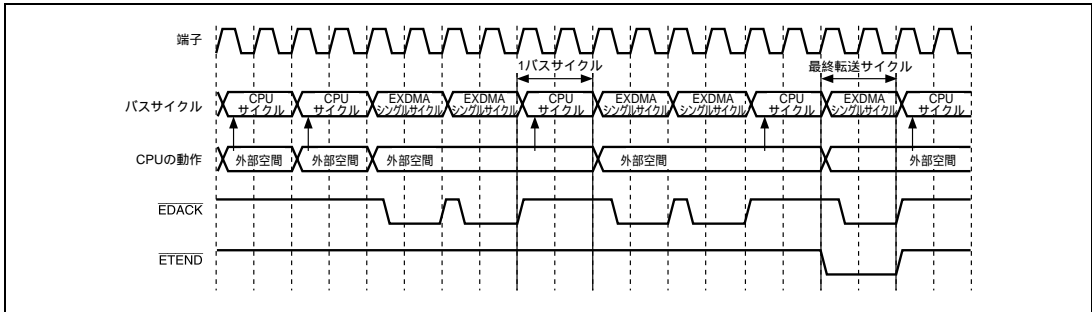 端子
1バスサイクル
最終転送サイクル
バスサイクル
CPU
サイクル
CPU
サイクル
EXDMA
シングルサイクル
EXDMA
シングルサイクル
CPU
サイクル
EXDMA
シングルサイクル
EXDMA
シングルサイクル
CPU
サイクル
EXDMA
シングルサイクル
CPU
サイクル
CPUの動作
外部空間
外部空間
外部空間
外部空間
外部空間
EDACK
ETEND